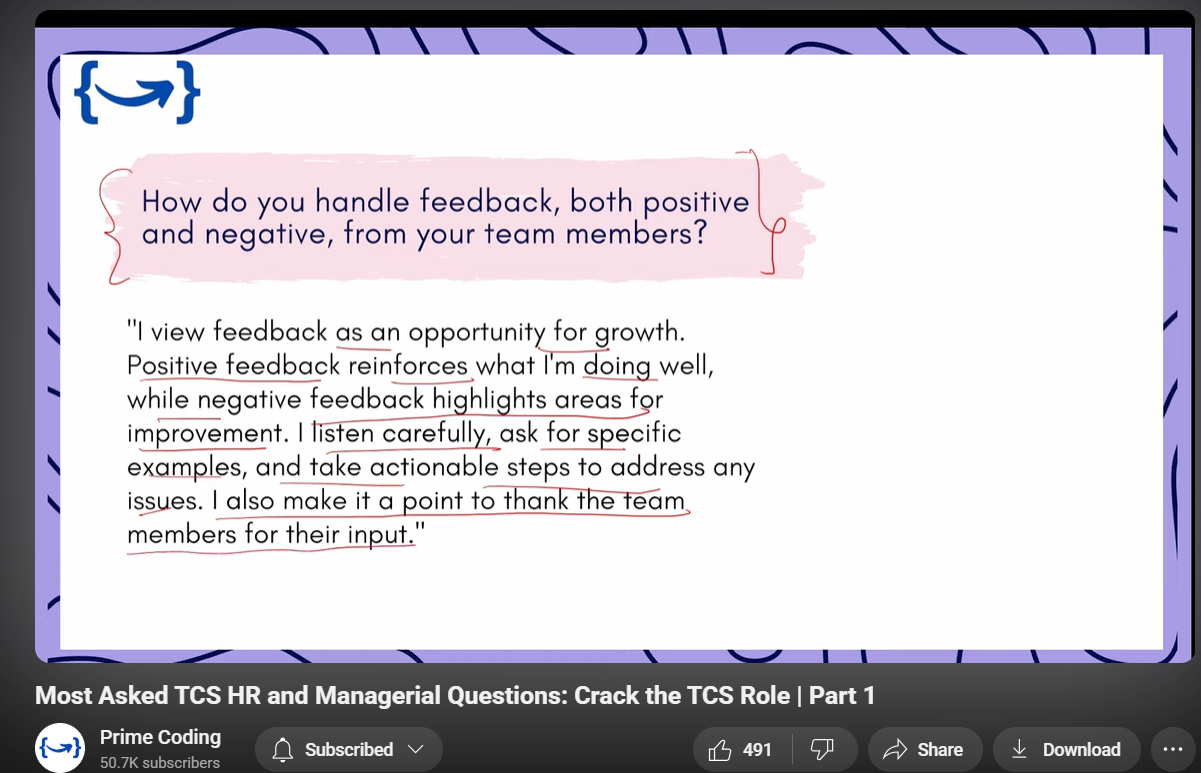 How do you handle feedback, both positive
and negative, from your team members?
"I view feedback as an opportunity for growth.
Positive feedback reinforces what I'm doing well,
while negative feedback highlights areas for
improvement. I listen carefully, ask for specific
examples, and take actionable steps to address any
issues. I also make it a point to thank the team
members for their input."
Most Asked TCS HR and Managerial Questions: Crack the TCS Role | Part 1
Prime Coding
50.7K subscribers
Subscribed
491
Share
Download